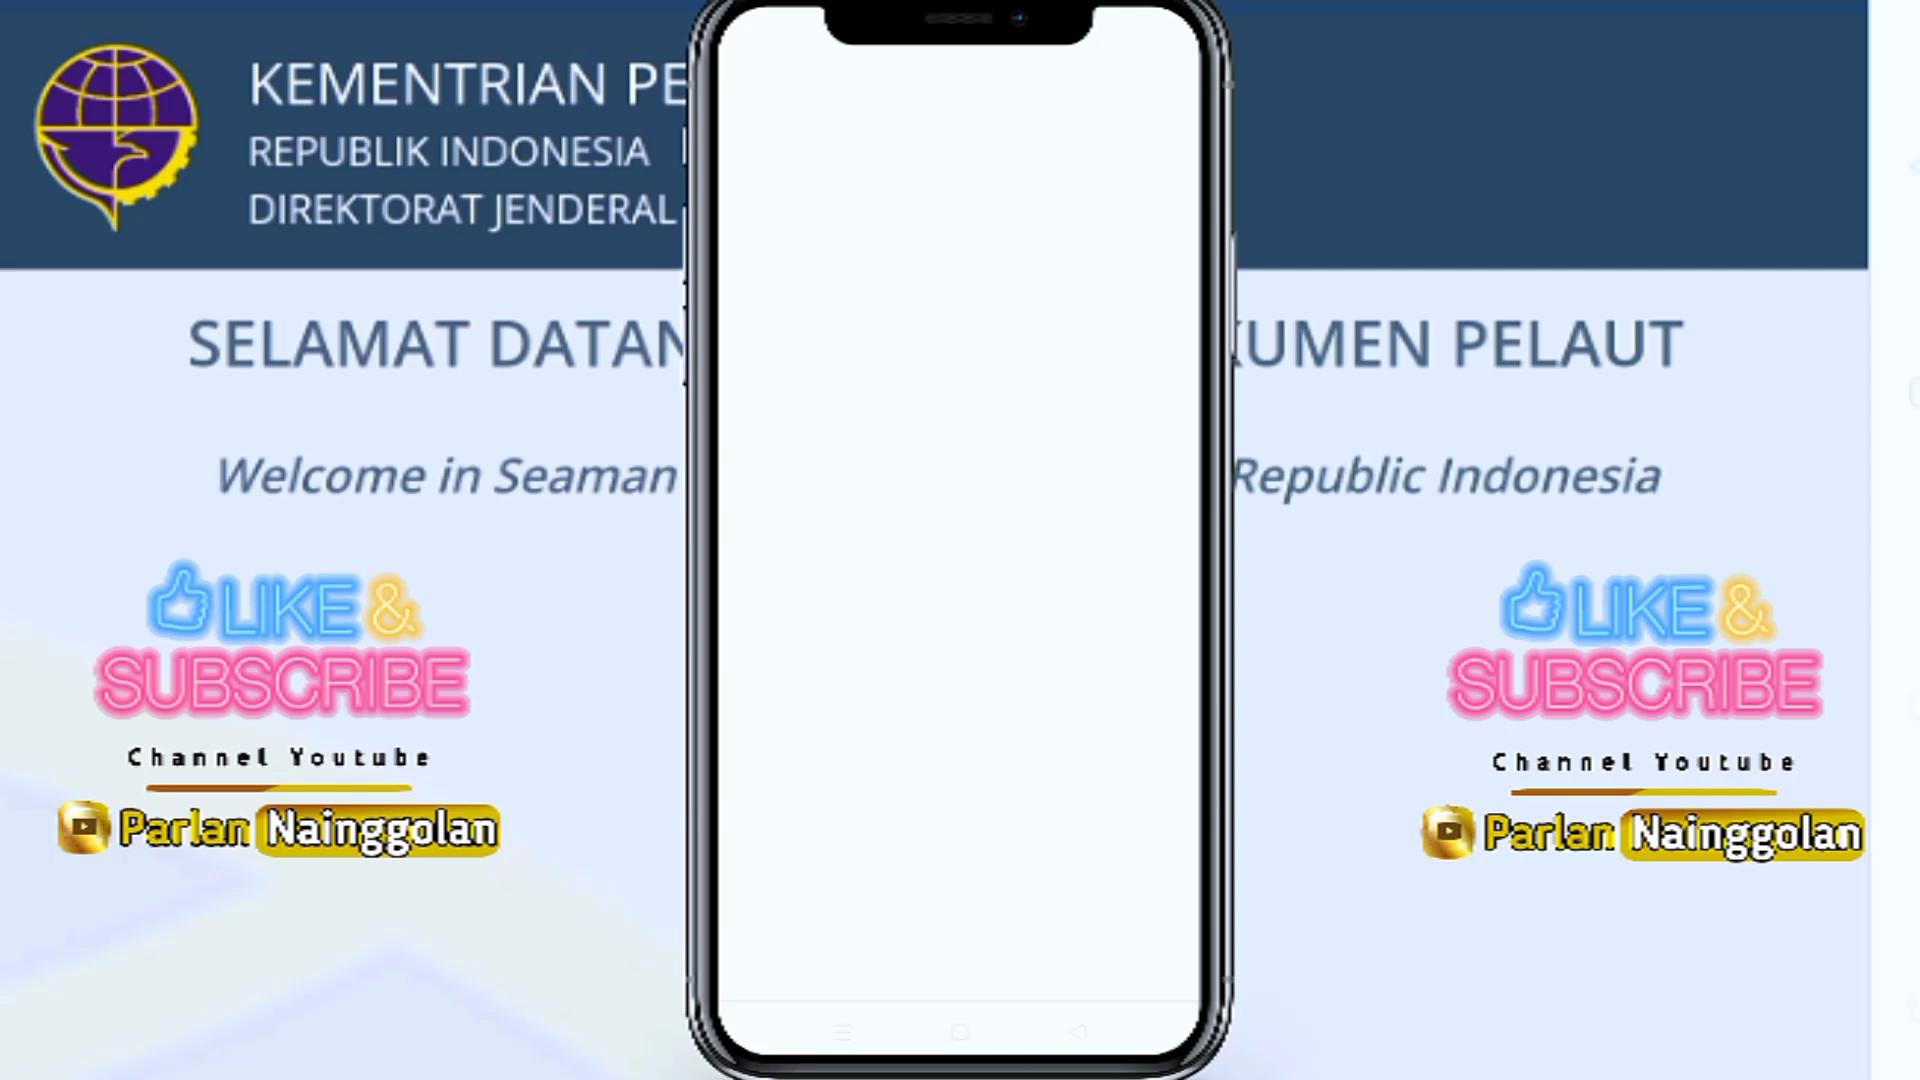 KEMENTRIAN PE
REPUBLIK INDONESIA
DIREKTORAT JENDERAL
SELAMAT DATAN KUMEN PELAUT
Welcome in Seaman Republic Indonesia
LIKE &
SUBSCRIBE
Channel Youtube
Parlan Nainggolan
LIKE &
SUBSCRIBE
Channel Youtube
Parlan Nainggolan